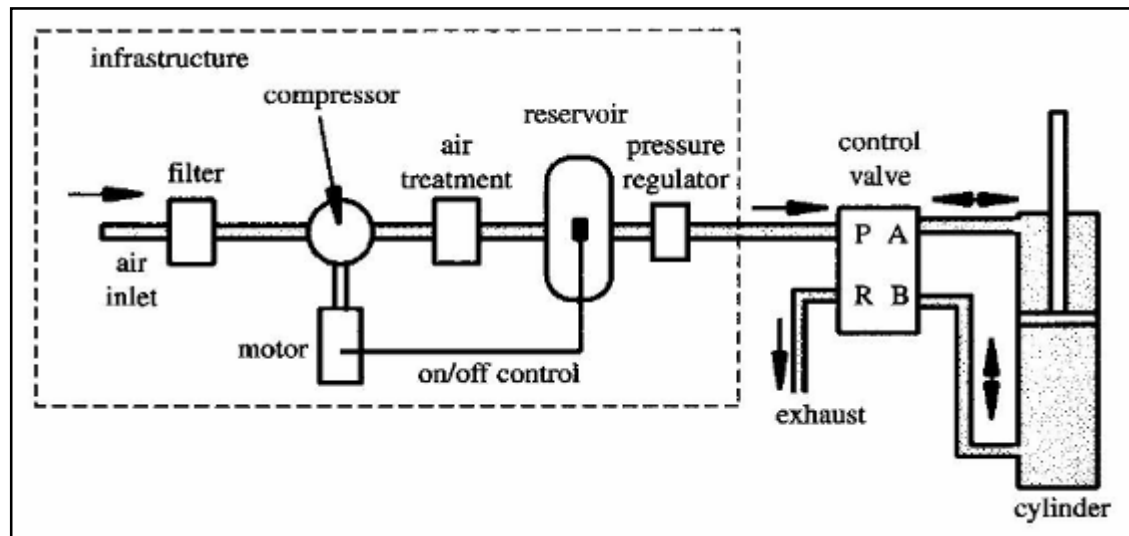 infrastructure
compressor
reservoir
air
treatment
pressure
regulator
control
valve
filter
P A
R B
air
inlet
motor
on/off control
exhaust
cylinder